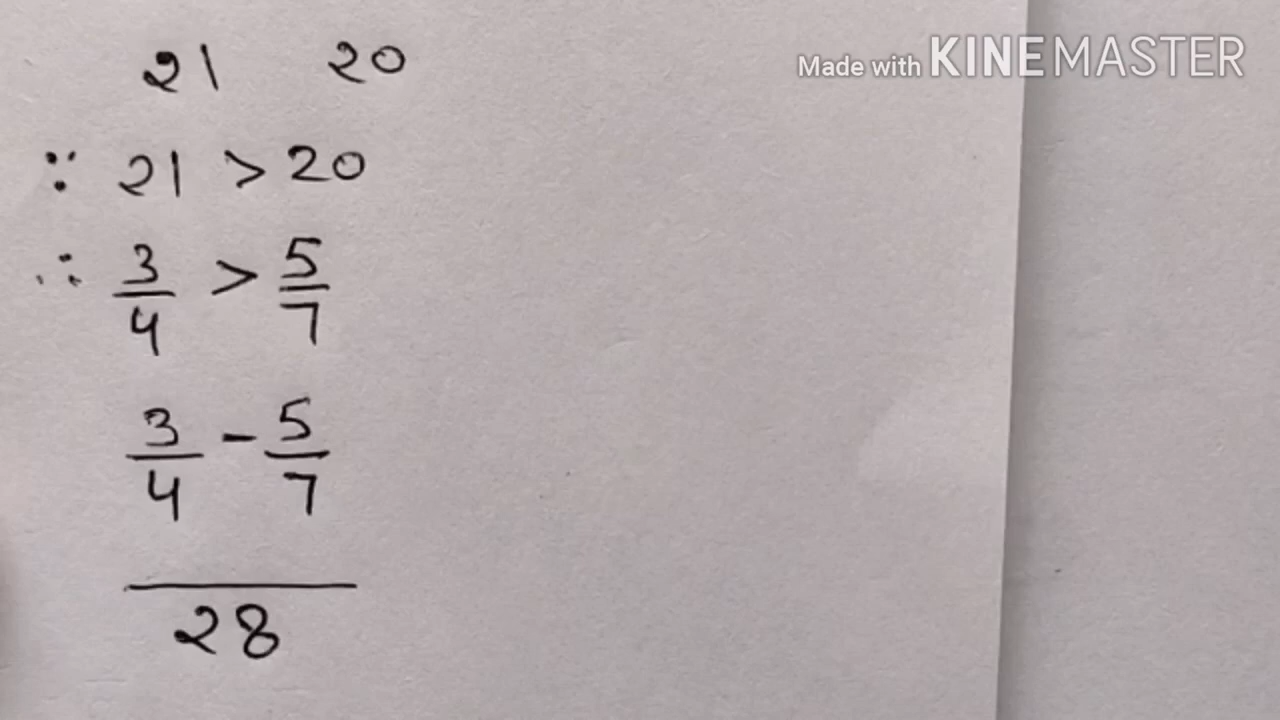 21 20
Made with KINEMASTER
∵ 21 > 20
∴ 3/4 > 5/7
3/4 - 5/7
/28